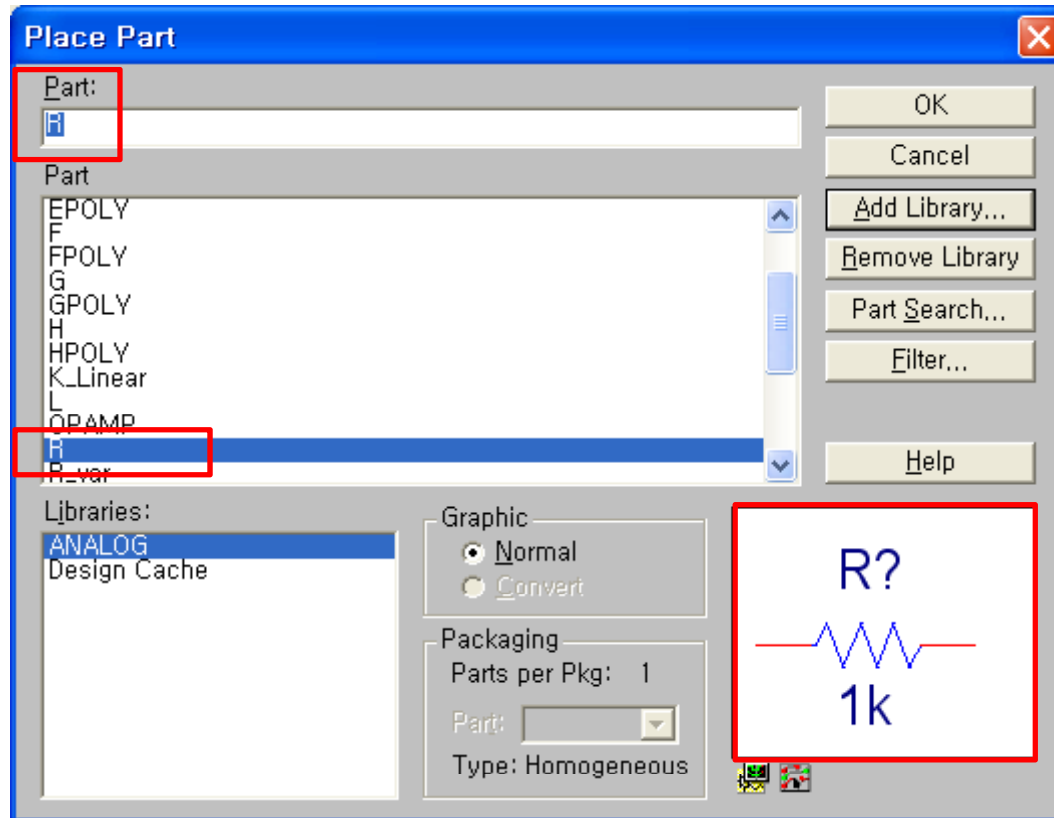 Place Part
Part:
R
Part
EPOLY
F
FPOLY
G
GPOLY
H
HPOLY
K_Linear
L
OPAMP
R
R_var
OK
Cancel
Add Library...
Remove Library
Part Search...
Filter...
Help
Libraries:
ANALOG
Design Cache
Graphic
Normal
Convert
Packaging
Parts per Pkg: 1
Part:
Type: Homogeneous
R?
1k